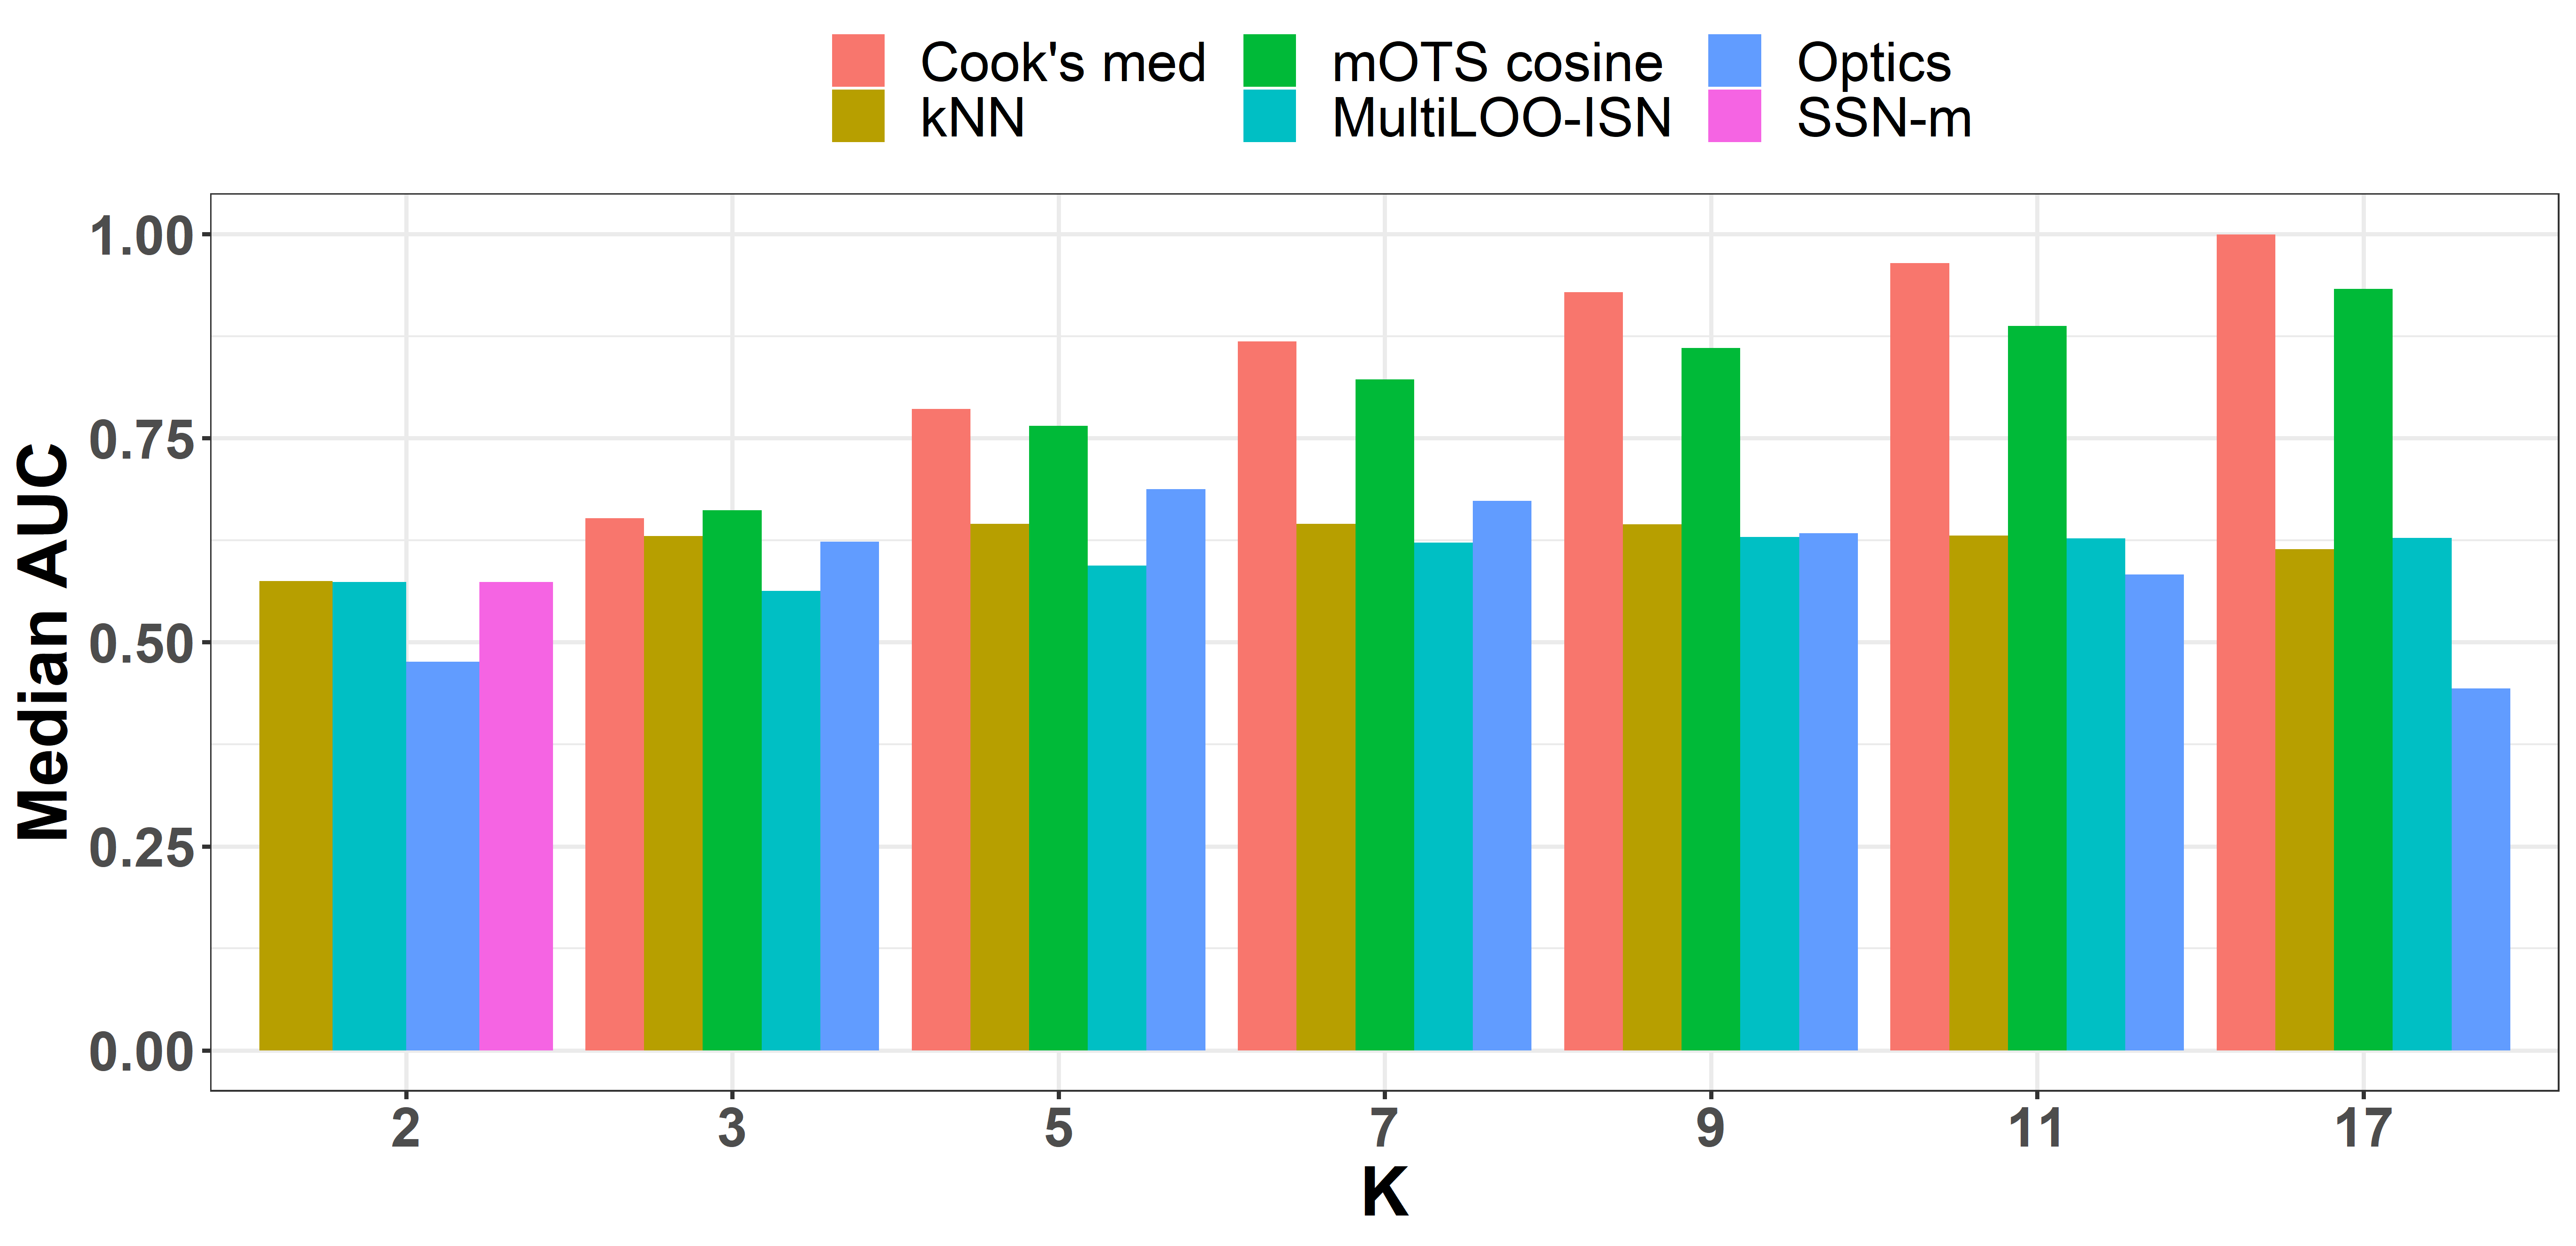 Cook's med mOTS cosine Optics
kNN MultiLOO-ISN SSN-m
Median AUC
1.00
0.75
0.50
0.25
0.00
2 3 5 7 9 11 17
K